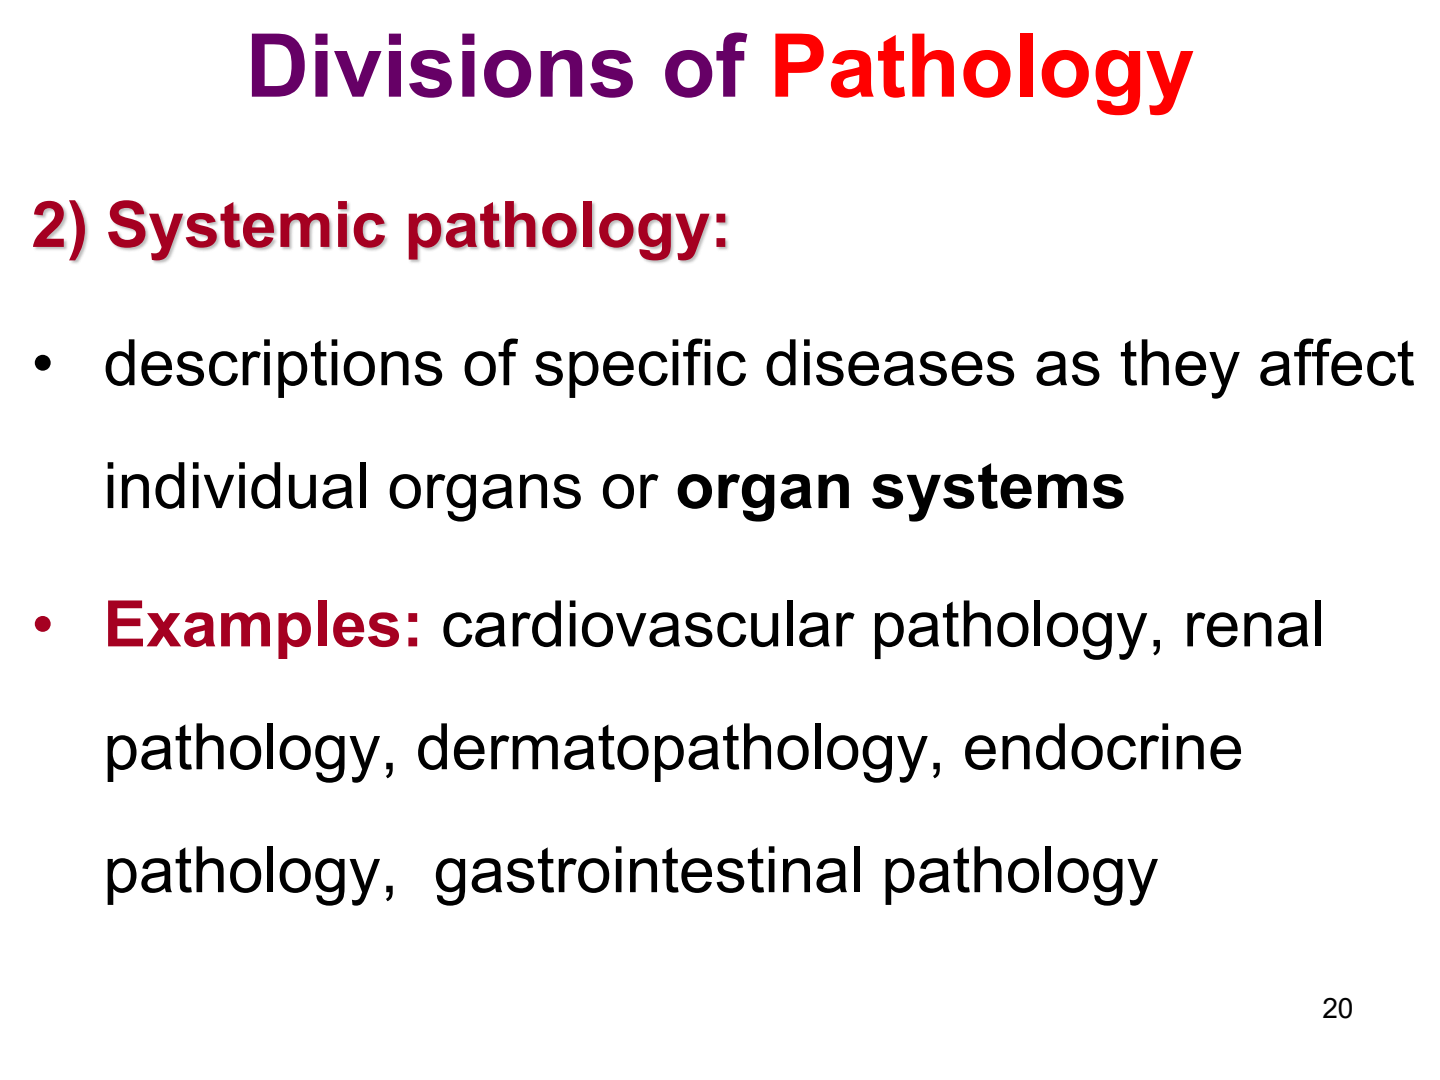 Divisions of Pathology
2) Systemic pathology:
• descriptions of specific diseases as they affect
individual organs or organ systems
• Examples: cardiovascular pathology, renal
pathology, dermatopathology, endocrine
pathology,  gastrointestinal pathology
20